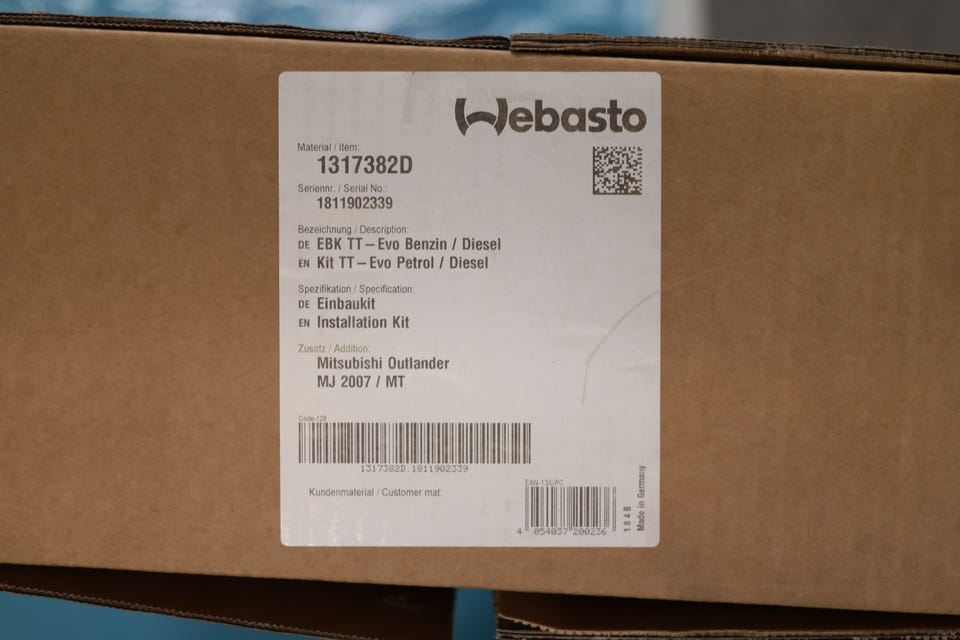 Webasto
Material / Item:
1317382D
Seriennr. / Serial No.:
1811902339
Bezeichnung / Description:
DE EBK TT – Evo Benzin / Diesel
EN Kit TT – Evo Petrol / Diesel
Spezifikation / Specification:
DE Einbaukit
EN Installation Kit
Zusatz / Addition:
Mitsubishi Outlander
MJ 2007 / MT
Code-128
1317382D.1811902339
Kundenmaterial / Customer mat:
EAN-13/UPC
4 054037 200236
184B
Made in Germany